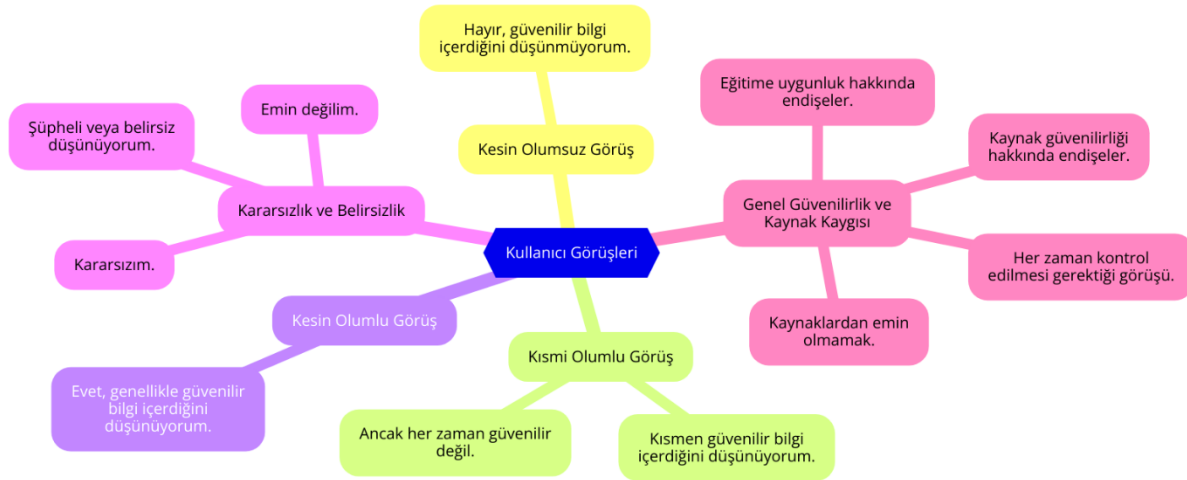 Hayır, güvenilir bilgi
içerdiğini düşünmüyorum.
Kesin Olumsuz Görüş
Eğitime uygunluk hakkında
endişeler.
Kaynak güvenilirliği
hakkında endişeler.
Genel Güvenilirlik ve
Kaynak Kaygısı
Her zaman kontrol
edilmesi gerektiği görüşü.
Kaynaklardan emin
olmamak.
Emin değilim.
Şüpheli veya belirsiz
düşünüyorum.
Kararsızlık ve Belirsizlik
Kararsızım.
Kullanıcı Görüşleri
Kesin Olumlu Görüş
Evet, genellikle güvenilir
bilgi içerdiğini
düşünüyorum.
Kısmi Olumlu Görüş
Ancak her zaman güvenilir
değil.
Kısmen güvenilir bilgi
içerdiğini düşünüyorum.